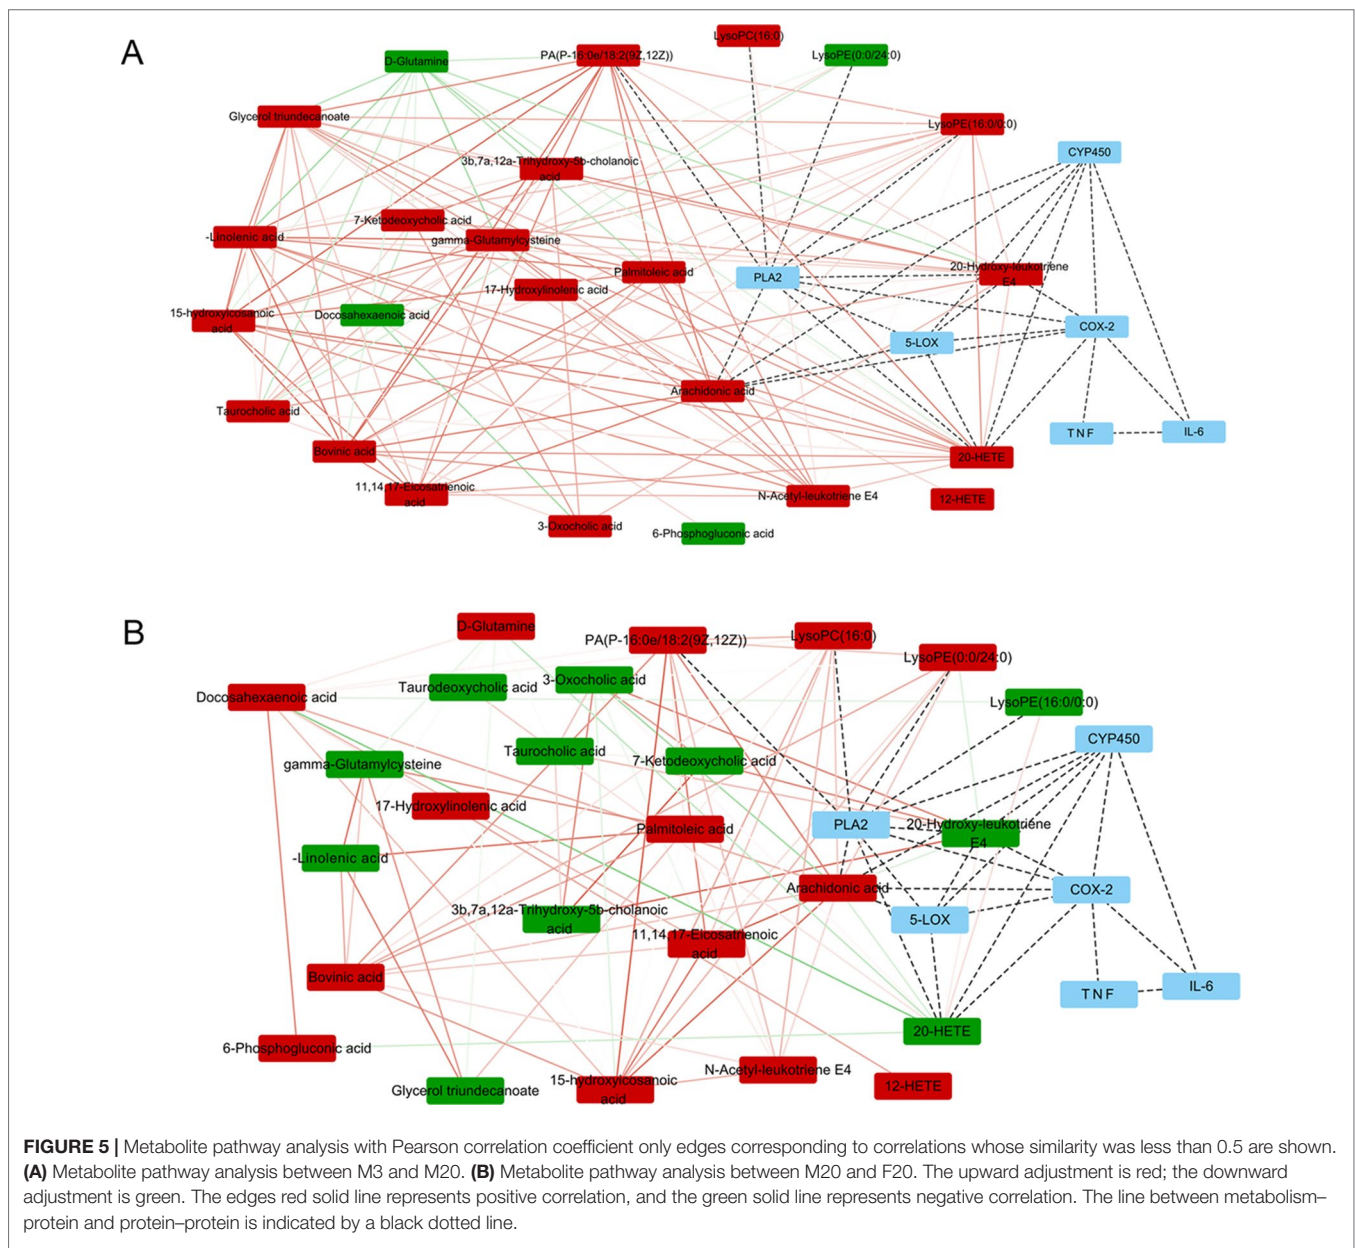 A
LysoPC(16:0)
PA(P-16:0e/18:2(9Z,12Z))
LysoPE(0:0/24:0)
D-Glutamine
Glycerol triundecanoate
LysoPE(16:0/0:0)
CYP450
3b,7a,12a-Trihydroxy-5b-cholanoic
acid
7-Ketodeoxycholic acid
-Linolenic acid
gamma-Glutamylcysteine
Palmitoleic acid
PLA2
20-Hydroxy-leukotriene
E4
17-Hydroxylinolenic acid
15-hydroxylcosanoic
acid
Docosahexaenoic acid
COX-2
5-LOX
Arachidonic acid
Taurocholic acid
TNF
IL-6
Bovinic acid
20-HETE
11,14,17-Eicosatrienoic
acid
N-Acetyl-leukotriene E4
12-HETE
3-Oxocholic acid
6-Phosphogluconic acid
B
D-Glutamine
PA(P-16:0e/18:2(9Z,12Z))
LysoPC(16:0)
LysoPE(0:0/24:0)
Docosahexaenoic acid
Taurodeoxycholic acid
3-Oxocholic acid
LysoPE(16:0/0:0)
CYP450
Taurocholic acid
gamma-Glutamylcysteine
7-Ketodeoxycholic acid
17-Hydroxylinolenic acid
Palmitoleic acid
PLA2
20-Hydroxy-leukotriene
E4
-Linolenic acid
Arachidonic acid
COX-2
3b,7a,12a-Trihydroxy-5b-cholanoic
acid
5-LOX
11,14,17-Eicosatrienoic
acid
Bovinic acid
TNF
IL-6
20-HETE
6-Phosphogluconic acid
N-Acetyl-leukotriene E4
Glycerol triundecanoate
15-hydroxylcosanoic
acid
12-HETE
FIGURE 5 | Metabolite pathway analysis with Pearson correlation coefficient only edges corresponding to correlations whose similarity was less than 0.5 are shown.
(A) Metabolite pathway analysis between M3 and M20. (B) Metabolite pathway analysis between M20 and F20. The upward adjustment is red; the downward
adjustment is green. The edges red solid line represents positive correlation, and the green solid line represents negative correlation. The line between metabolism–
protein and protein–protein is indicated by a black dotted line.